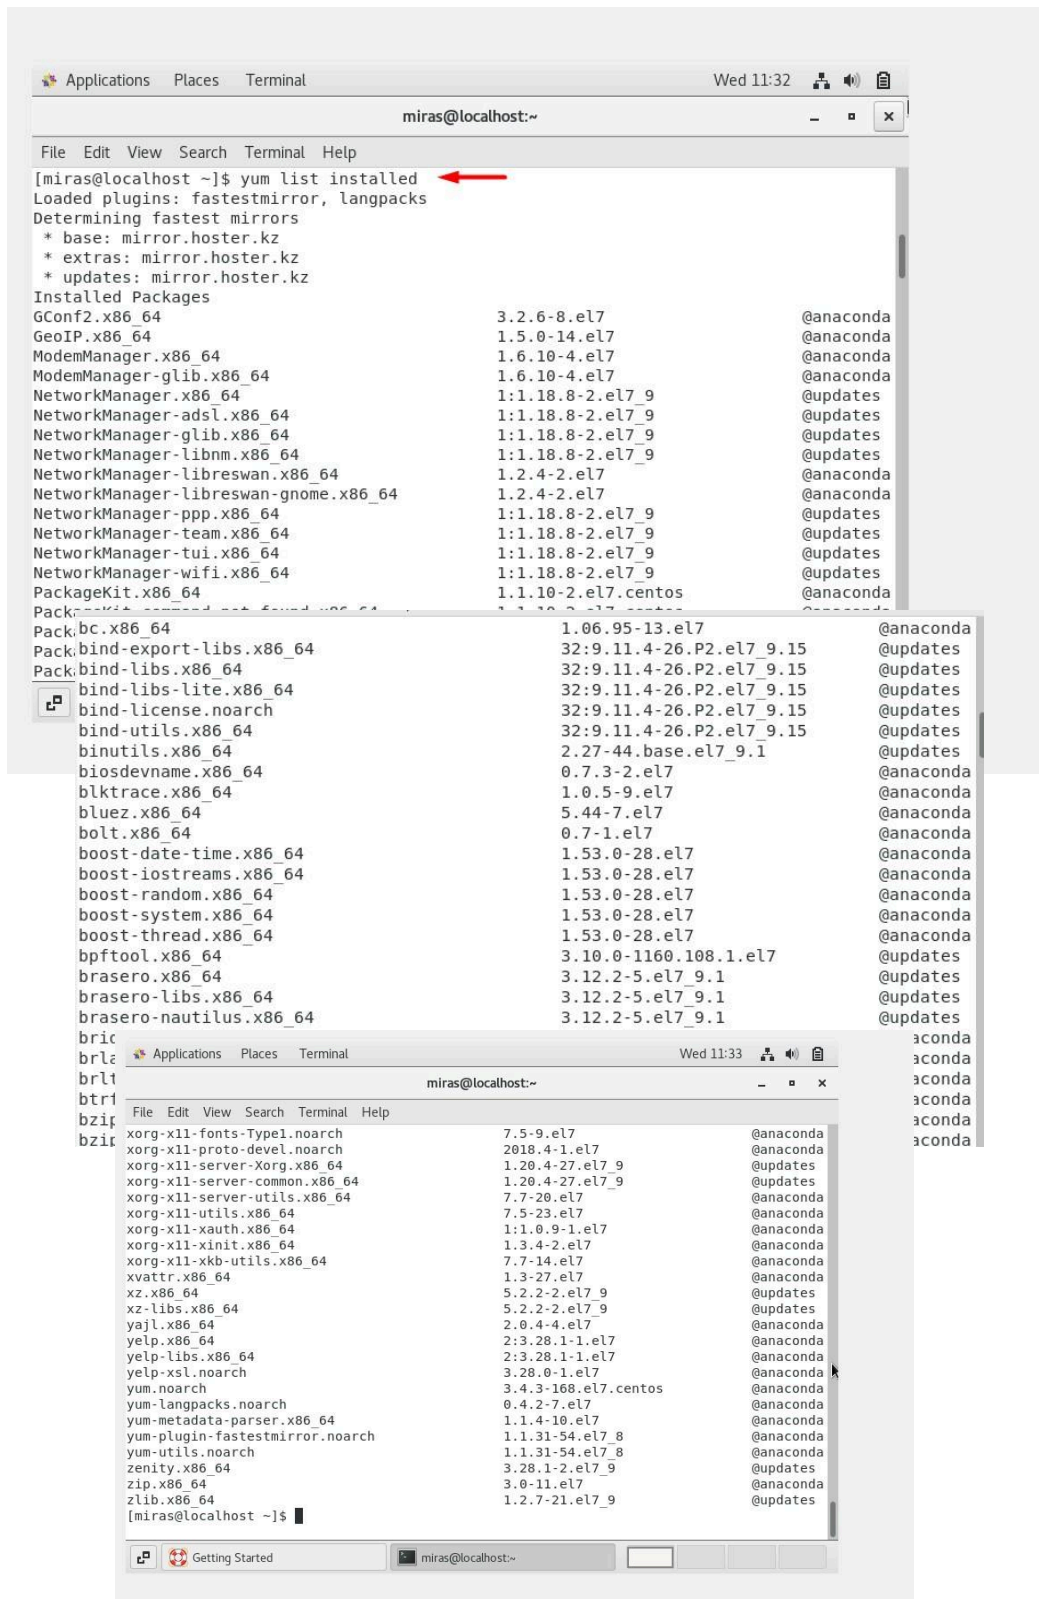 Applications Places Terminal Wed 11:32
miras@localhost:~
File Edit View Search Terminal Help
[miras@localhost ~]$ yum list installed
Loaded plugins: fastestmirror, langpacks
Determining fastest mirrors
* base: mirror.hoster.kz
* extras: mirror.hoster.kz
* updates: mirror.hoster.kz
Installed Packages
GConf2.x86_64 3.2.6-8.el7 @anaconda
GeoIP.x86_64 1.5.0-14.el7 @anaconda
ModemManager.x86_64 1.6.10-4.el7 @anaconda
ModemManager-glib.x86_64 1.6.10-4.el7 @anaconda
NetworkManager.x86_64 1:1.18.8-2.el7_9 @updates
NetworkManager-adsl.x86_64 1:1.18.8-2.el7_9 @updates
NetworkManager-glib.x86_64 1:1.18.8-2.el7_9 @updates
NetworkManager-libnm.x86_64 1:1.18.8-2.el7_9 @updates
NetworkManager-libreswan.x86_64 1.2.4-2.el7 @anaconda
NetworkManager-libreswan-gnome.x86_64 1.2.4-2.el7 @anaconda
NetworkManager-ppp.x86_64 1:1.18.8-2.el7_9 @updates
NetworkManager-team.x86_64 1:1.18.8-2.el7_9 @updates
NetworkManager-tui.x86_64 1:1.18.8-2.el7_9 @updates
NetworkManager-wifi.x86_64 1:1.18.8-2.el7_9 @updates
PackageKit.x86_64 1.1.10-2.el7.centos @anaconda
Pack
Pack
Pack
Pack
bc.x86_64 1.06.95-13.el7 @anaconda
bind-export-libs.x86_64 32:9.11.4-26.P2.el7_9.15 @updates
bind-libs.x86_64 32:9.11.4-26.P2.el7_9.15 @updates
bind-libs-lite.x86_64 32:9.11.4-26.P2.el7_9.15 @updates
bind-license.noarch 32:9.11.4-26.P2.el7_9.15 @updates
bind-utils.x86_64 32:9.11.4-26.P2.el7_9.15 @updates
binutils.x86_64 2.27-44.base.el7_9.1 @updates
biosdevname.x86_64 0.7.3-2.el7 @anaconda
blktrace.x86_64 1.0.5-9.el7 @anaconda
bluez.x86_64 5.44-7.el7 @anaconda
bolt.x86_64 0.7-1.el7 @anaconda
boost-date-time.x86_64 1.53.0-28.el7 @anaconda
boost-iostreams.x86_64 1.53.0-28.el7 @anaconda
boost-random.x86_64 1.53.0-28.el7 @anaconda
boost-system.x86_64 1.53.0-28.el7 @anaconda
boost-thread.x86_64 1.53.0-28.el7 @anaconda
bpftool.x86_64 3.10.0-1160.108.1.el7 @updates
brasero.x86_64 3.12.2-5.el7_9.1 @updates
brasero-libs.x86_64 3.12.2-5.el7_9.1 @updates
brasero-nautilus.x86_64 3.12.2-5.el7_9.1 @updates
aconda
brla aconda
brlt aconda
aconda
bzip aconda
bzip aconda
Applications Places Terminal Wed 11:33
miras@localhost:~
File Edit View Search Terminal Help
xorg-x11-fonts-Type1.noarch 7.5-9.el7 @anaconda
xorg-x11-proto-devel.noarch 2018.4-1.el7 @anaconda
xorg-x11-server-Xorg.x86_64 1.20.4-27.el7_9 @updates
xorg-x11-server-common.x86_64 1.20.4-27.el7_9 @updates
xorg-x11-server-utils.x86_64 7.7-20.el7 @anaconda
xorg-x11-utils.x86_64 7.5-23.el7 @anaconda
xorg-x11-xauth.x86_64 1:1.0.9-1.el7 @anaconda
xorg-x11-xinit.x86_64 1.3.4-2.el7 @anaconda
xorg-x11-xkb-utils.x86_64 7.7-14.el7 @anaconda
xvattr.x86_64 1.3-27.el7 @anaconda
xz.x86_64 5.2.2-2.el7_9 @updates
xz-libs.x86_64 5.2.2-2.el7_9 @updates
yajl.x86_64 2.0.4-4.el7 @anaconda
yelp.x86_64 2:3.28.1-1.el7 @anaconda
yelp-libs.x86_64 2:3.28.1-1.el7 @anaconda
yelp-xsl.noarch 3.28.0-1.el7 @anaconda
yum.noarch 3.4.3-168.el7.centos @anaconda
yum-langpacks.noarch 0.4.2-7.el7 @anaconda
yum-metadata-parser.x86_64 1.1.4-10.el7 @anaconda
yum-plugin-fastestmirror.noarch 1.1.31-54.el7_8 @anaconda
yum-utils.noarch 1.1.31-54.el7_8 @anaconda
zenity.x86_64 3.28.1-2.el7_9 @updates
zip.x86_64 3.0-11.el7 @anaconda
zlib.x86_64 1.2.7-21.el7_9 @updates
[miras@localhost ~]$
Getting Started miras@localhost:~